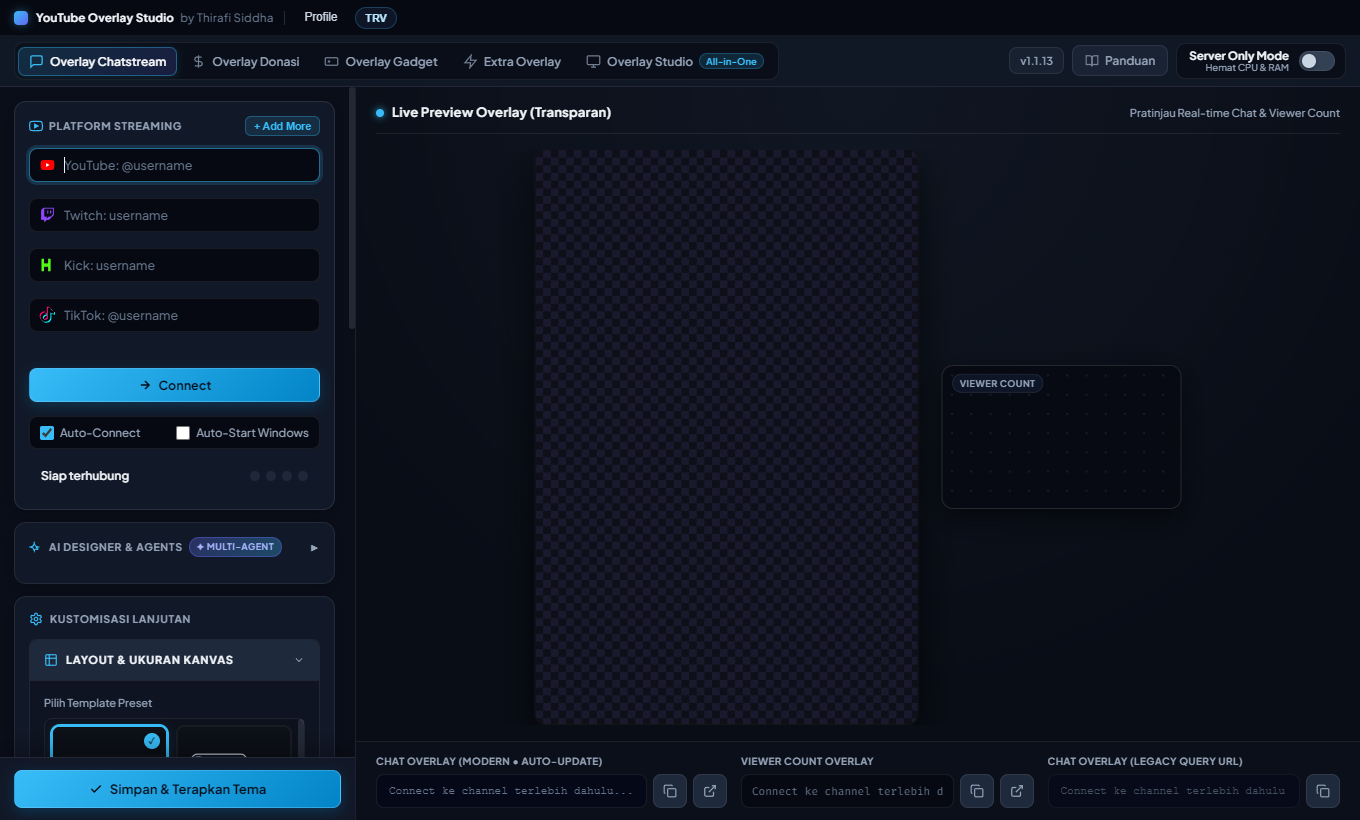 YouTube Overlay Studio by Thirafi Siddha
Profile
TRV
Overlay Chatstream
Overlay Donasi
Overlay Gadget
Extra Overlay
Overlay Studio
All-in-One
v1.1.13
Panduan
Server Only Mode
Hemat CPU & RAM
PLATFORM STREAMING
+ Add More
YouTube: @username
Twitch: username
Kick: username
TikTok: @username
Connect
Auto-Connect
Auto-Start Windows
Siap terhubung
AI DESIGNER & AGENTS
MULTI-AGENT
KUSTOMISASI LANJUTAN
LAYOUT & UKURAN KANVAS
Pilih Template Preset
Simpan & Terapkan Tema
Live Preview Overlay (Transparan)
Pratinjau Real-time Chat & Viewer Count
VIEWER COUNT
CHAT OVERLAY (MODERN ● AUTO-UPDATE)
Connect ke channel terlebih dahulu...
VIEWER COUNT OVERLAY
Connect ke channel terlebih d
CHAT OVERLAY (LEGACY QUERY URL)
Connect ke channel terlebih dahulu